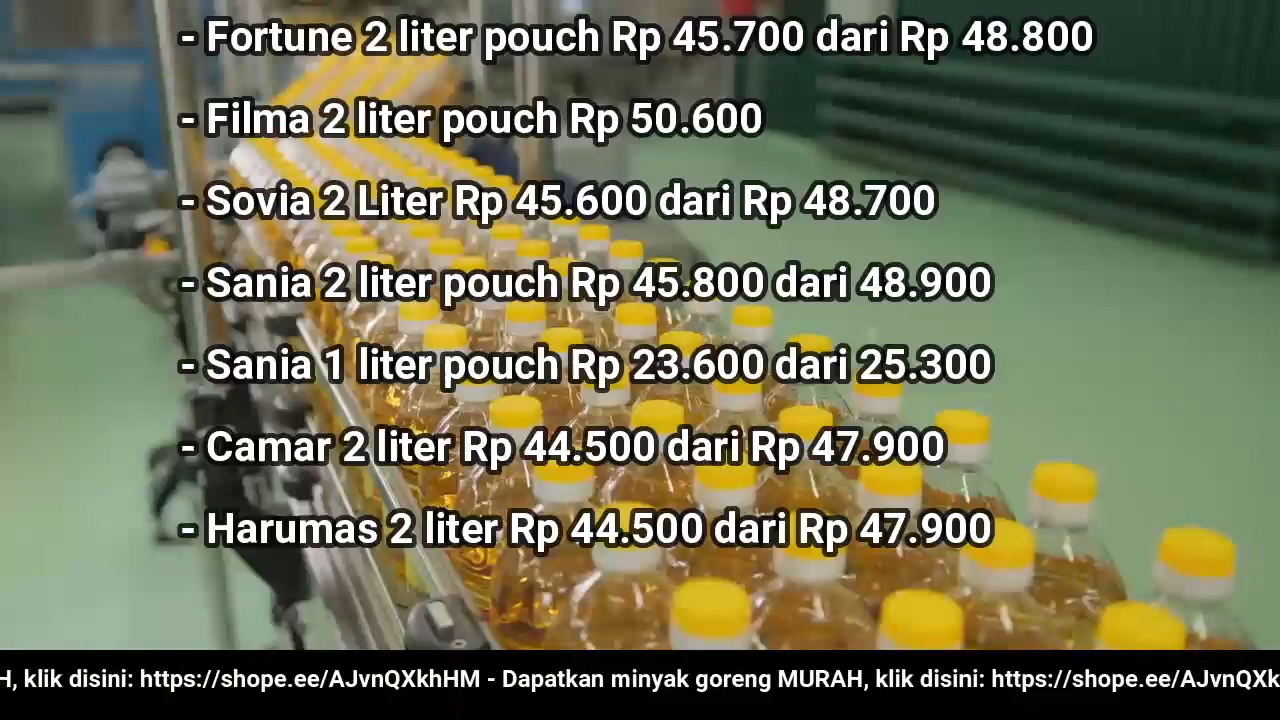 - Fortune 2 liter pouch Rp 45.700 dari Rp 48.800
- Filma 2 liter pouch Rp 50.600
- Sovia 2 Liter Rp 45.600 dari Rp 48.700
- Sania 2 liter pouch Rp 45.800 dari 48.900
- Sania 1 liter pouch Rp 23.600 dari 25.300
- Camar 2 liter Rp 44.500 dari Rp 47.900
- Harumas 2 liter Rp 44.500 dari Rp 47.900
H, klik disini: https://shope.ee/AJvnQXkhHM - Dapatkan minyak goreng MURAH, klik disini: https://shope.ee/AJvnQXk